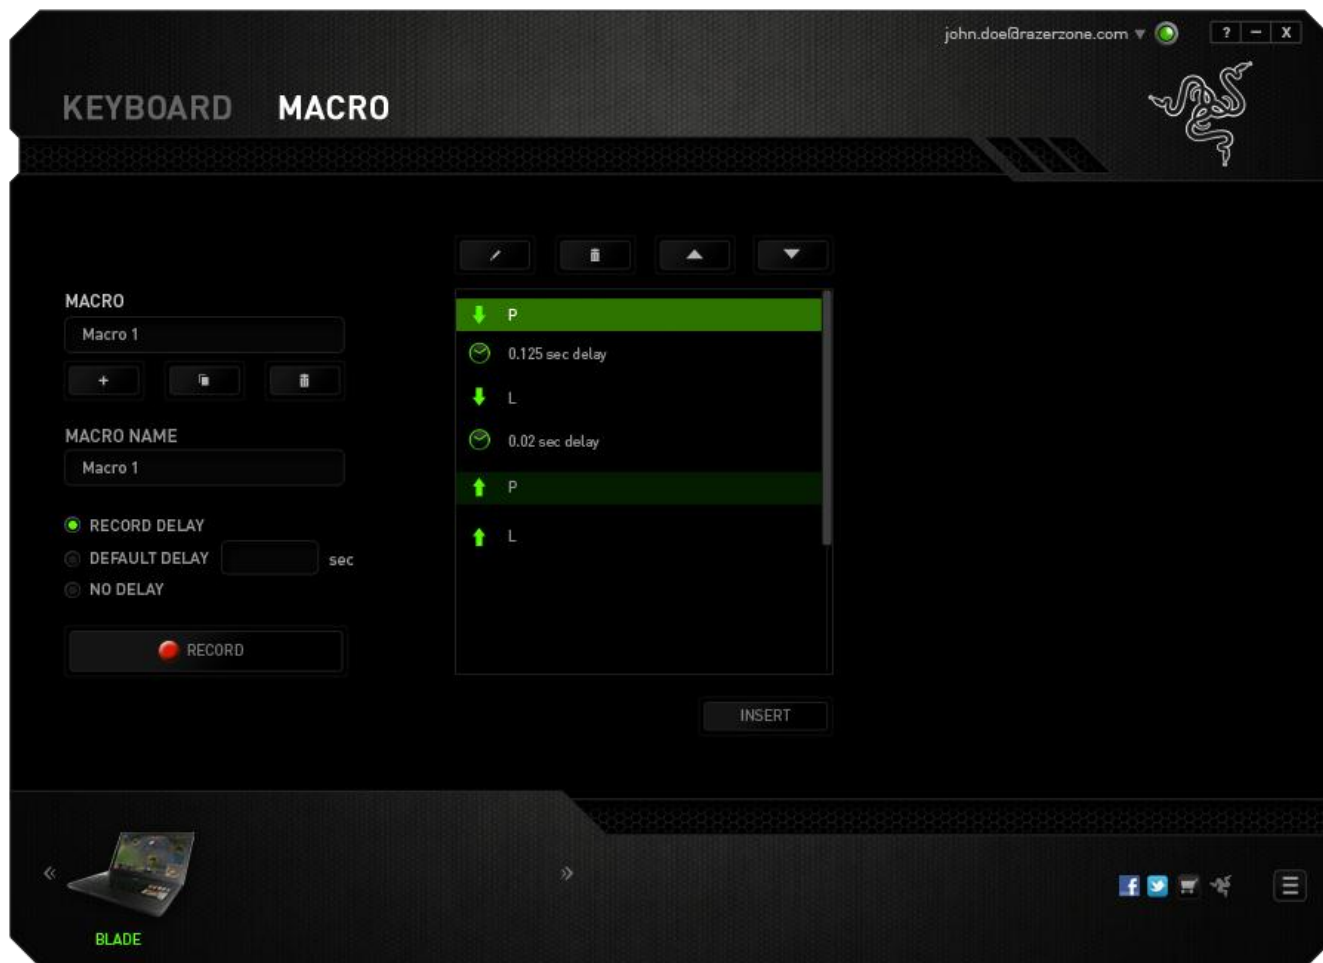 john.doe@razerzone.com
? – X
KEYBOARD MACRO
MACRO
Macro 1
+
MACRO NAME
Macro 1
RECORD DELAY
DEFAULT DELAY sec
NO DELAY
RECORD
P
0.125 sec delay
L
0.02 sec delay
P
L
INSERT
«
»
BLADE